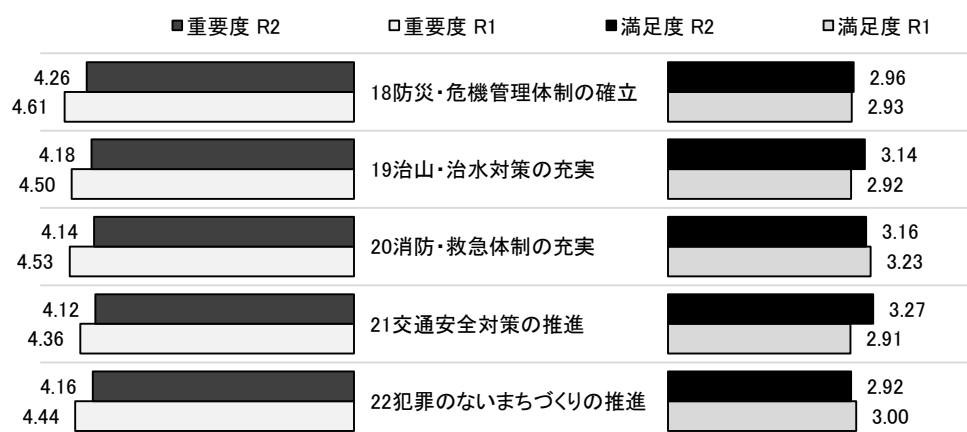 ■重要度 R2 □重要度 R1 ■満足度 R2 □満足度 R1
4.26 2.96
18防災・危機管理体制の確立
4.61 2.93
4.18 3.14
19治山・治水対策の充実
4.50 2.92
4.14 3.16
20消防・救急体制の充実
4.53 3.23
4.12 3.27
21交通安全対策の推進
4.36 2.91
4.16 2.92
22犯罪のないまちづくりの推進
4.44 3.00